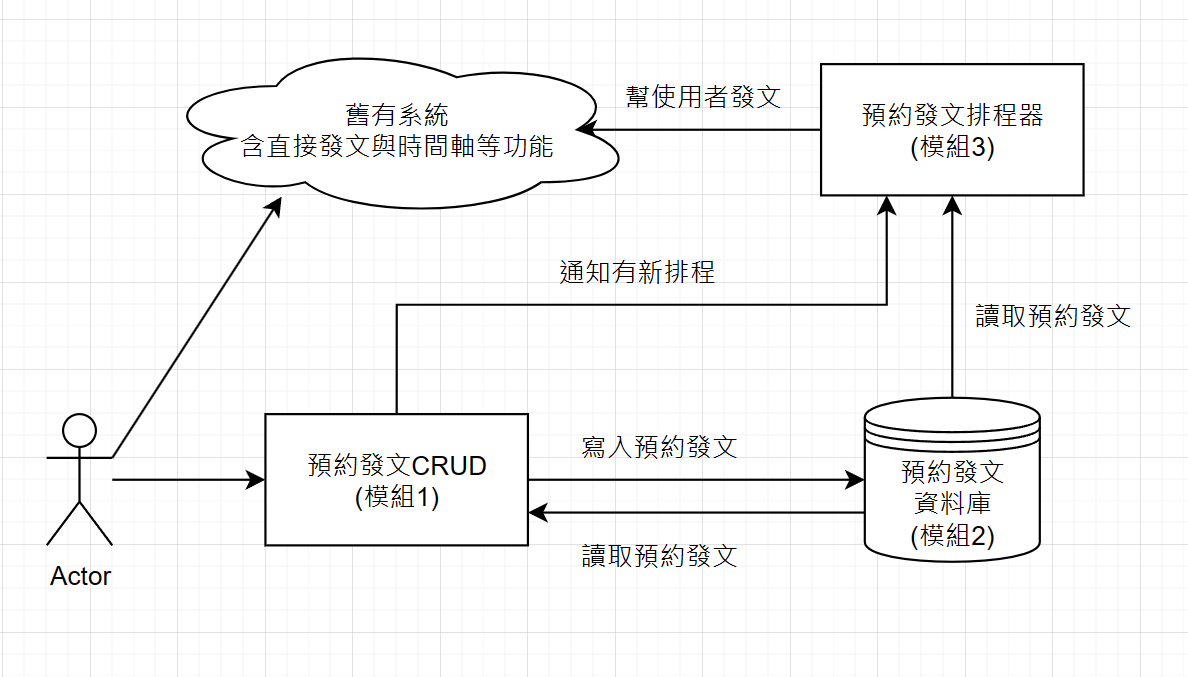 舊有系統
含直接發文與時間軸等功能
幫使用者發文
預約發文排程器
(模組3)
通知有新排程
讀取預約發文
預約發文CRUD
(模組1)
寫入預約發文
讀取預約發文
預約發文
資料庫
(模組2)
Actor